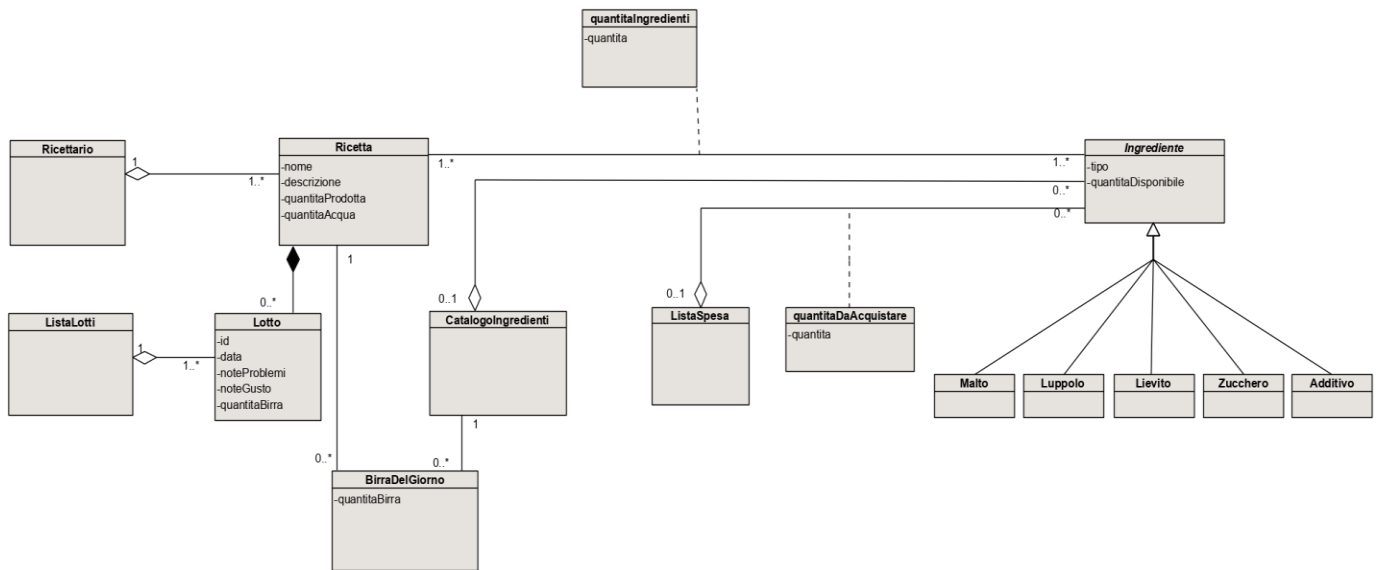 quantitaIngredienti
-quantita
Ricettario
1
1..*
Ricetta
-nome
-descrizione
-quantitaProdotta
-quantitaAcqua
1..*
1..*
Ingrediente
-tipo
-quantitaDisponibile
0..*
0..*
1
0..*
0..1
0..1
ListaLotti
1
1..*
Lotto
-id
-data
-noteProblemi
-noteGusto
-quantitaBirra
CatalogoIngredienti
ListaSpesa
quantitaDaAcquistare
-quantita
Malto
Luppolo
Lievito
Zucchero
Additivo
1
0..*
0..*
BirraDelGiorno
-quantitaBirra